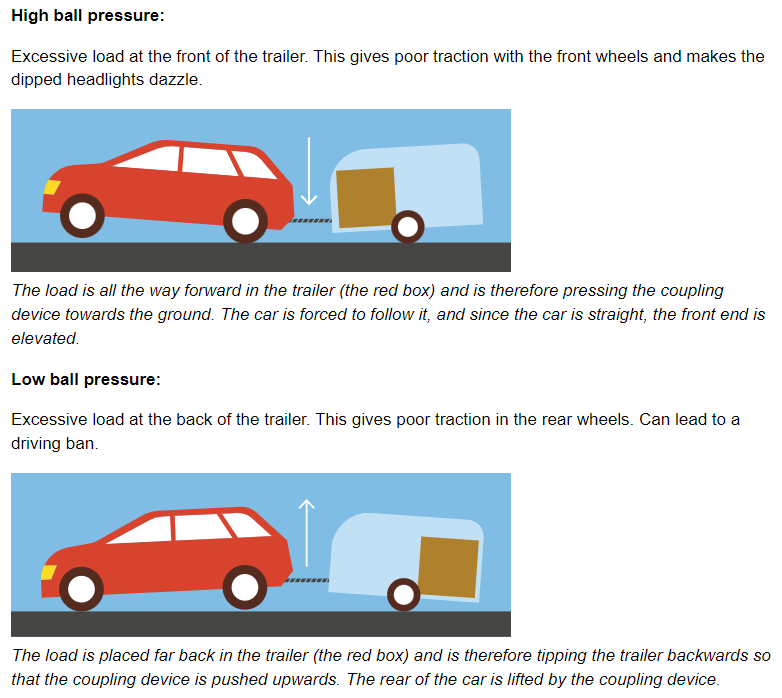 High ball pressure:
Excessive load at the front of the trailer. This gives poor traction with the front wheels and makes the
dipped headlights dazzle.
The load is all the way forward in the trailer (the red box) and is therefore pressing the coupling
device towards the ground. The car is forced to follow it, and since the car is straight, the front end is
elevated.
Low ball pressure:
Excessive load at the back of the trailer. This gives poor traction in the rear wheels. Can lead to a
driving ban.
The load is placed far back in the trailer (the red box) and is therefore tipping the trailer backwards so
that the coupling device is pushed upwards. The rear of the car is lifted by the coupling device.